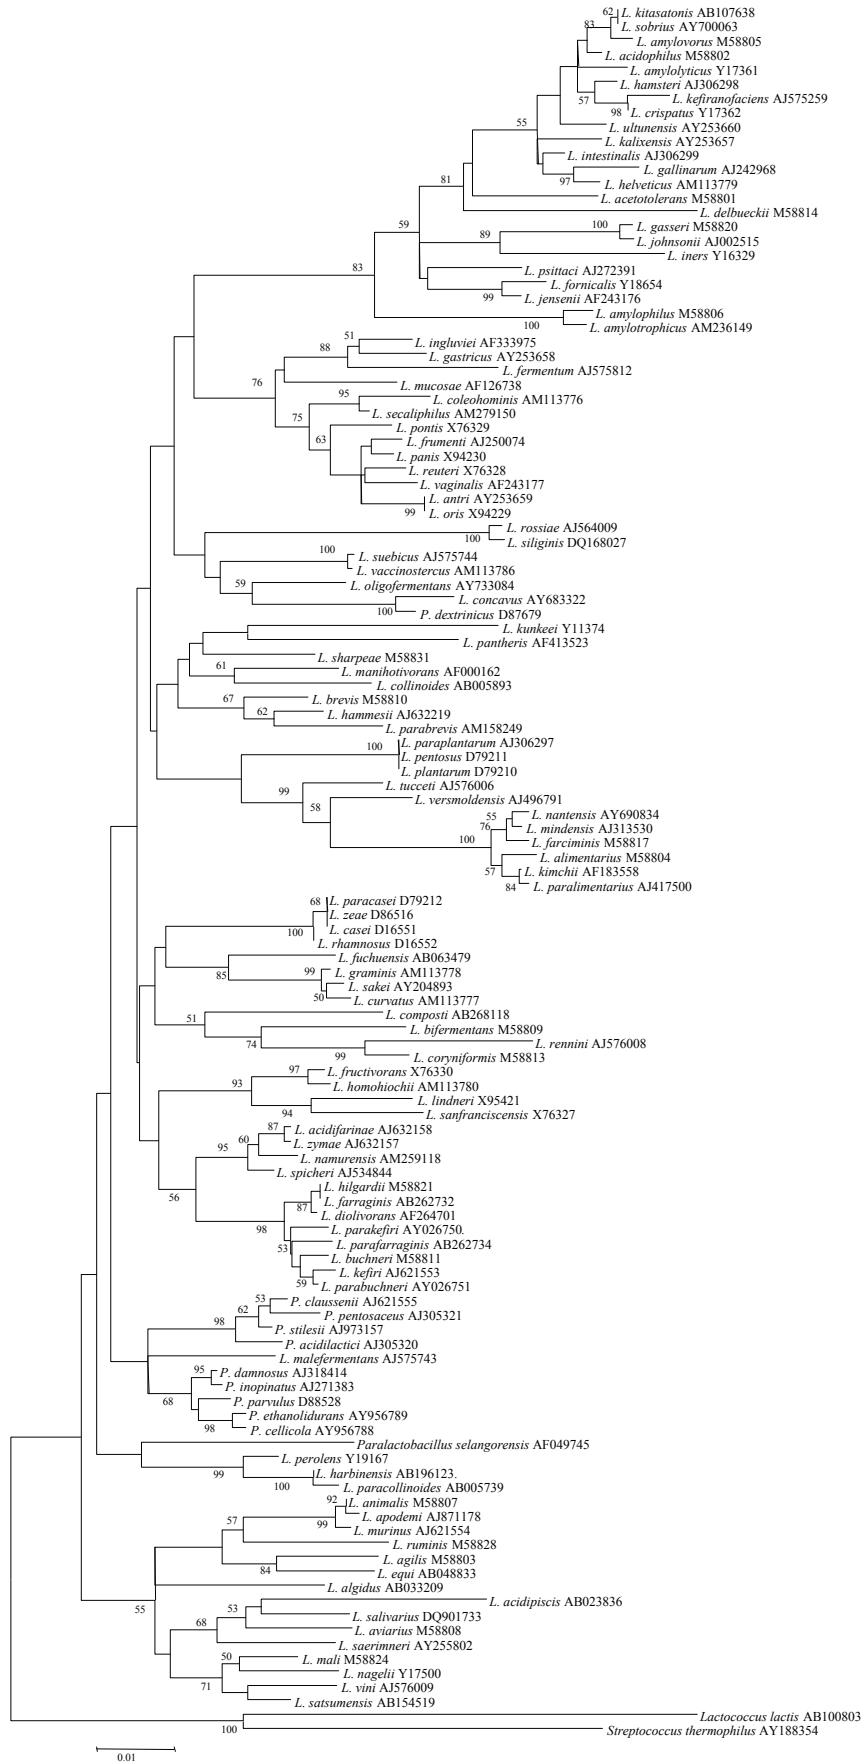 62 L. kitasatonis AB107638
83 L. sobrius AY700063
L. amylovorus M58805
L. acidophilus M58802
L. amylolyticus Y17361
L. hamsteri AJ306298
57 L. kefiranofaciens AJ575259
98 L. crispatus Y17362
55 L. ultunensis AY253660
L. kalixensis AY253657
L. intestinalis AJ306299
L. gallinarum AJ242968
97 L. helveticus AM113779
81 L. acetotolerans M58801
L. delbueckii M58814
59 100 L. gasseri M58820
89 L. johnsonii AJ002515
L. iners Y16329
83 L. psittaci AJ272391
L. fornicalis Y18654
99 L. jensenii AF243176
L. amylophilus M58806
100 L. amylotrophicus AM236149
51 L. ingluviei AF333975
88 L. gastricus AY253658
L. fermentum AJ575812
76 L. mucosae AF126738
95 L. coleohominis AM113776
75 L. secaliphilus AM279150
L. pontis X76329
63 L. frumenti AJ250074
L. panis X94230
L. reuteri X76328
L. vaginalis AF243177
L. antri AY253659
99 L. oris X94229
L. rossiae AJ564009
100 L. siliginis DQ168027
100 L. suebicus AJ575744
L. vaccinostercus AM113786
59 L. oligofermentans AY733084
L. concavus AY683322
100 P. dextrinicus D87679
L. kunkeei Y11374
L. pantheris AF413523
L. sharpeae M58831
61 L. manihotivorans AF000162
L. collinoides AB005893
67 L. brevis M58810
62 L. hammesii AJ632219
L. parabrevis AM158249
100 L. paraplantarum AJ306297
L. pentosus D79211
L. plantarum D79210
99 L. tucceti AJ576006
58 L. versmoldensis AJ496791
55 L. nantensis AY690834
76 L. mindensis AJ313530
100 L. farciminis M58817
L. alimentarius M58804
57 L. kimchii AF183558
84 L. paralimentarius AJ417500
68 L. paracasei D79212
L. zeae D86516
100 L. casei D16551
L. rhamnosus D16552
L. fuchuensis AB063479
85 99 L. graminis AM113778
L. sakei AY204893
50 L. curvatus AM113777
51 L. composti AB268118
L. bifermentans M58809
74 L. rennini AJ576008
99 L. coryniformis M58813
97 L. fructivorans X76330
93 L. homohiochii AM113780
L. lindneri X95421
94 L. sanfranciscensis X76327
87 L. acidifarinae AJ632158
60 L. zymae AJ632157
95 L. namurensis AM259118
L. spicheri AJ534844
56 L. hilgardii M58821
87 L. farraginis AB262732
L. diolivorans AF264701
98 L. parakefiri AY026750.
53 L. parafarraginis AB262734
L. buchneri M58811
L. kefiri AJ621553
59 L. parabuchneri AY026751
53 P. claussenii AJ621555
62 P. pentosaceus AJ305321
98 P. stilesii AJ973157
P. acidilactici AJ305320
L. malefermentans AJ575743
95 P. damnosus AJ318414
P. inopinatus AJ271383
68 P. parvulus D88528
P. ethanolidurans AY956789
98 P. cellicola AY956788
Paralactobacillus selangorensis AF049745
L. perolens Y19167
99 L. harbinensis AB196123.
100 L. paracollinoides AB005739
92 L. animalis M58807
L. apodemi AJ871178
57 99 L. murinus AJ621554
L. ruminis M58828
L. agilis M58803
84 L. equi AB048833
L. algidus AB033209
55 L. acidipiscis AB023836
53 L. salivarius DQ901733
68 L. aviarius M58808
L. saerimneri AY255802
50 L. mali M58824
L. nagelii Y17500
71 L. vini AJ576009
L. satsumensis AB154519
Lactococcus lactis AB100803
100 Streptococcus thermophilus AY188354
0.01